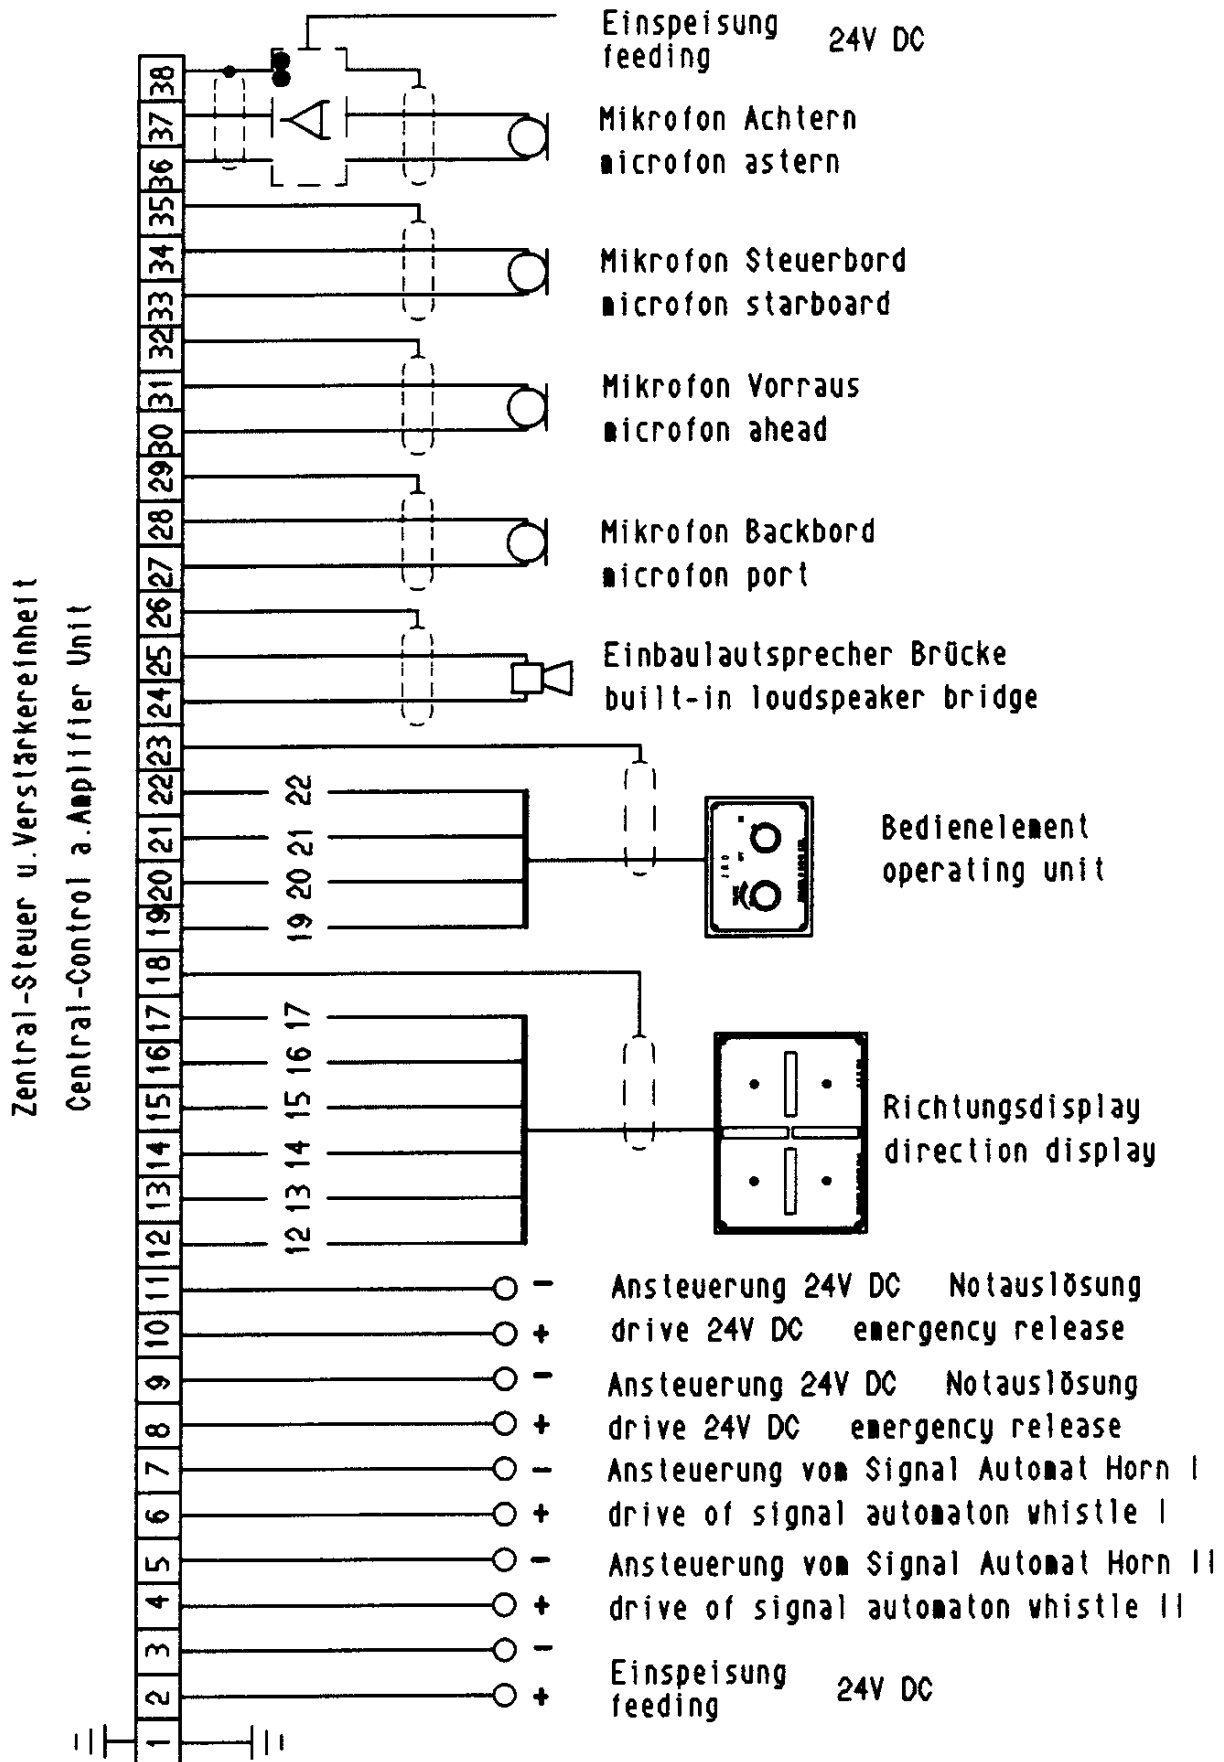 Einspeisung
feeding
24V DC
Mikrofon Achtern
microfon astern
Mikrofon Steuerbord
microfon starboard
Mikrofon Vorraus
microfon ahead
Mikrofon Backbord
microfon port
Einbaulautsprecher Brücke
built-in loudspeaker bridge
Bedienelement
operating unit
Richtungsdisplay
direction display
Ansteuerung 24V DC Notauslösung
drive 24V DC emergency release
Ansteuerung 24V DC Notauslösung
drive 24V DC emergency release
Ansteuerung vom Signal Automat Horn I
drive of signal automaton whistle I
Ansteuerung vom Signal Automat Horn II
drive of signal automaton whistle II
Einspeisung
feeding
24V DC
Zentral-Steuer u.Verstärkereinheit
Central-Control a.Amplifier Unit
38
37
36
35
34
33
32
31
30
29
28
27
26
25
24
23
22 22
21 21
20 20
19 19
18
17 17
16 16
15 15
14 14
13 13
12 12
11 -
10 +
9 -
8 +
7 -
6 +
5 -
4 +
3 -
2 +
1